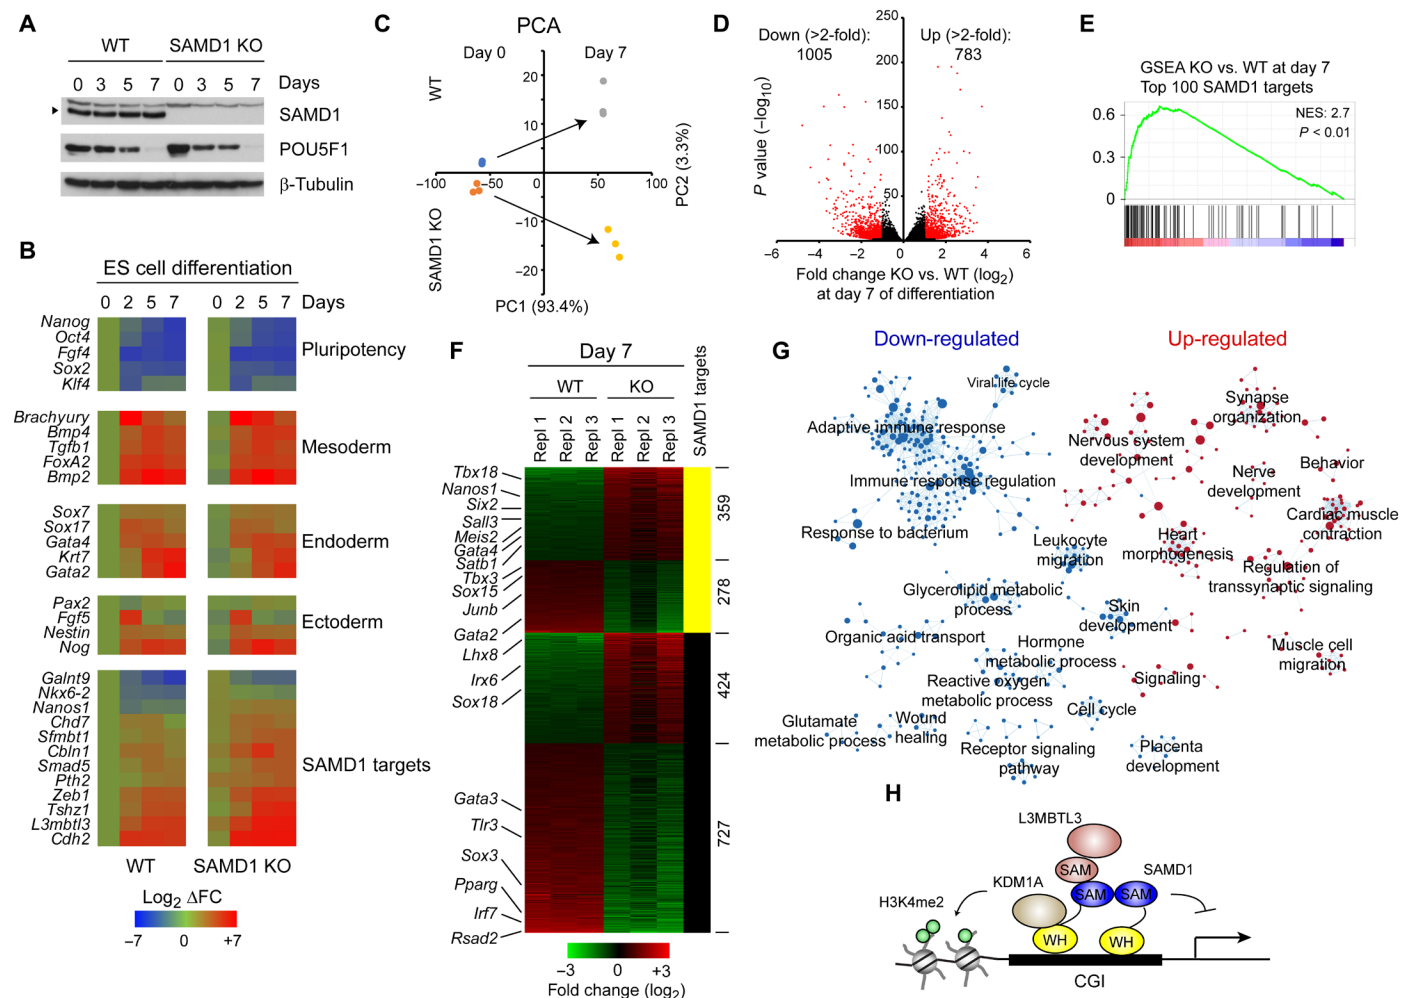 A
WT SAMD1 KO
0 3 5 7 0 3 5 7 Days
SAMD1
POU5F1
β-Tubulin
B
ES cell differentiation
0 2 5 7 0 2 5 7 Days
Nanog
Oct4
Fgf4
Sox2
Klf4
Pluripotency
Brachyury
Bmp4
Tgfb1
FoxA2
Bmp2
Mesoderm
Sox7
Sox17
Gata4
Krt7
Gata2
Endoderm
Pax2
Fgf5
Nestin
Nog
Ectoderm
Galnt9
Nkx6-2
Nanos1
Chd7
Sfmbt1
Cbln1
Smad5
Pth2
Zeb1
Tshz1
L3mbtl3
Cdh2
SAMD1 targets
WT SAMD1 KO
Log2 ΔFC
−7 0 +7
C
PCA
Day 0 Day 7
WT
SAMD1 KO
20
10
−100 −50 0 50 100
−10
−20
PC2 (3.3%)
PC1 (93.4%)
D
Down (>2-fold):
1005
Up (>2-fold):
783
250
200
150
100
50
P value (−log10)
−6 −4 −2 0 2 4 6
Fold change KO vs. WT (log2)
at day 7 of differentiation
E
GSEA KO vs. WT at day 7
Top 100 SAMD1 targets
NES: 2.7
P < 0.01
0.6
0.3
0
F
Day 7
WT KO
Repl 1
Repl 2
Repl 3
Repl 1
Repl 2
Repl 3
SAMD1 targets
Tbx18
Nanos1
Six2
Sall3
Meis2
Gata4
Satb1
Tbx3
Sox15
Junb
Gata2
Lhx8
Irx6
Sox18
Gata3
Tlr3
Sox3
Pparg
Irf7
Rsad2
359
278
424
727
−3 0 +3
Fold change (log2)
G
Down-regulated
Up-regulated
Viral life cycle
Adaptive immune response
Immune response regulation
Response to bacterium
Leukocyte
migration
Glycerolipid metabolic
process
Skin
development
Organic acid transport
Hormone
metabolic process
Reactive oxygen
metabolic process
Cell cycle
Glutamate
metabolic process
Wound
healing
Receptor signaling
pathway
Placenta
development
Synapse
organization
Nervous system
development
Nerve
development
Behavior
Cardiac muscle
contraction
Heart
morphogenesis
Regulation of
transsynaptic signaling
Muscle cell
migration
Signaling
H
L3MBTL3
SAM
SAMD1
KDM1A
SAM
SAM
H3K4me2
WH
WH
CGI